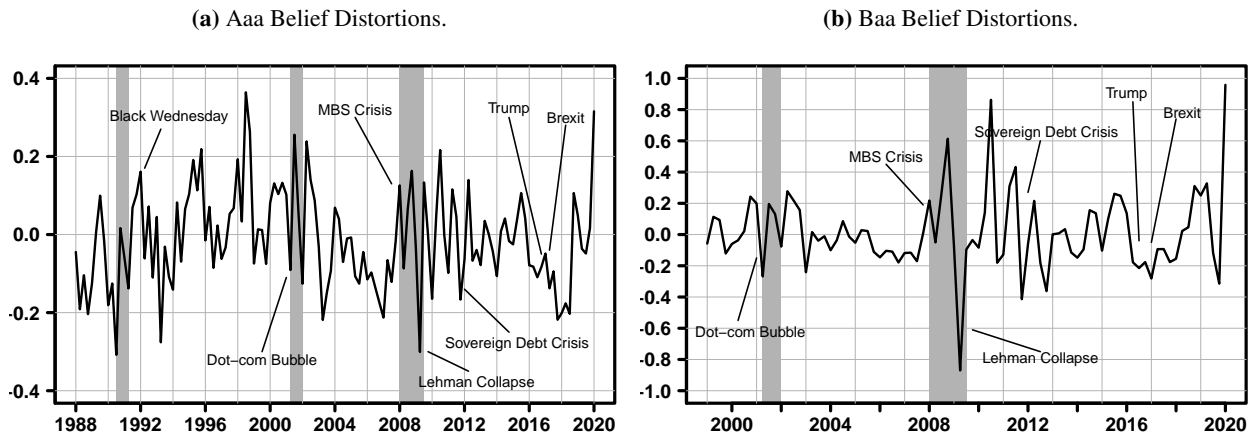 (a) Aaa Belief Distortions.
0.4
0.2
0.0
-0.2
-0.4
Black Wednesday
MBS Crisis
Trump
Brexit
Dot−com Bubble
Sovereign Debt Crisis
Lehman Collapse
1988 1992 1996 2000 2004 2008 2012 2016 2020
(b) Baa Belief Distortions.
1.0
0.8
0.6
0.4
0.2
0.0
-0.2
-0.4
-0.6
-0.8
-1.0
Trump
Brexit
Sovereign Debt Crisis
MBS Crisis
Dot−com Bubble
Lehman Collapse
2000 2004 2008 2012 2016 2020